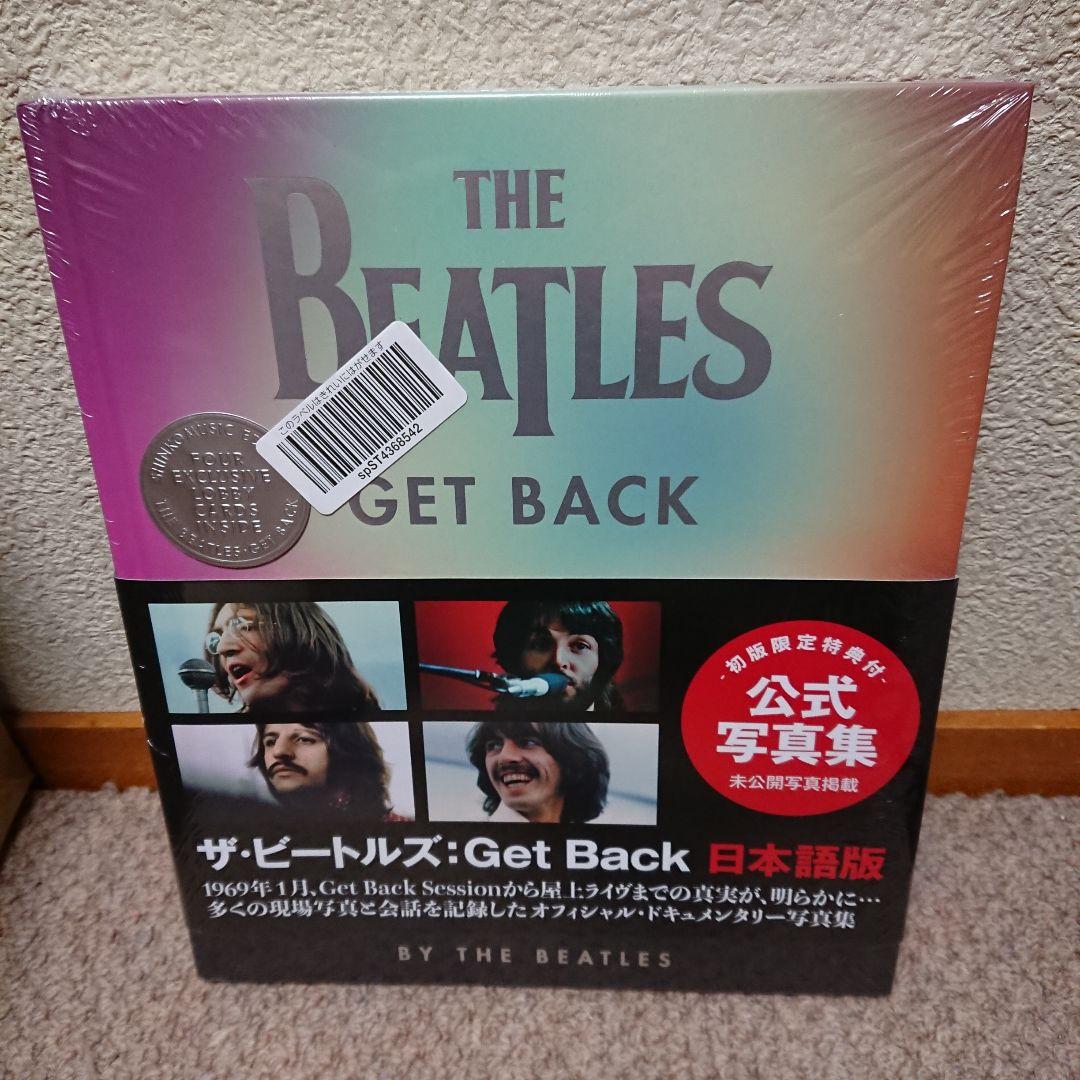 THE
BEATLES
GET BACK
このラベルはきれいにはがせます
spST4368542
SHINKO MUSIC
FOUR
EXCLUSIVE
LOBBY
CARDS
INSIDE
THE BEATLES・GET BACK
-初版限定特典付-
公式
写真集
未公開写真掲載
ザ・ビートルズ:Get Back 日本語版
1969年1月、Get Back Sessionから屋上ライヴまでの真実が、明らかに…
多くの現場写真と会話を記録したオフィシャル・ドキュメンタリー写真集
BY THE BEATLES